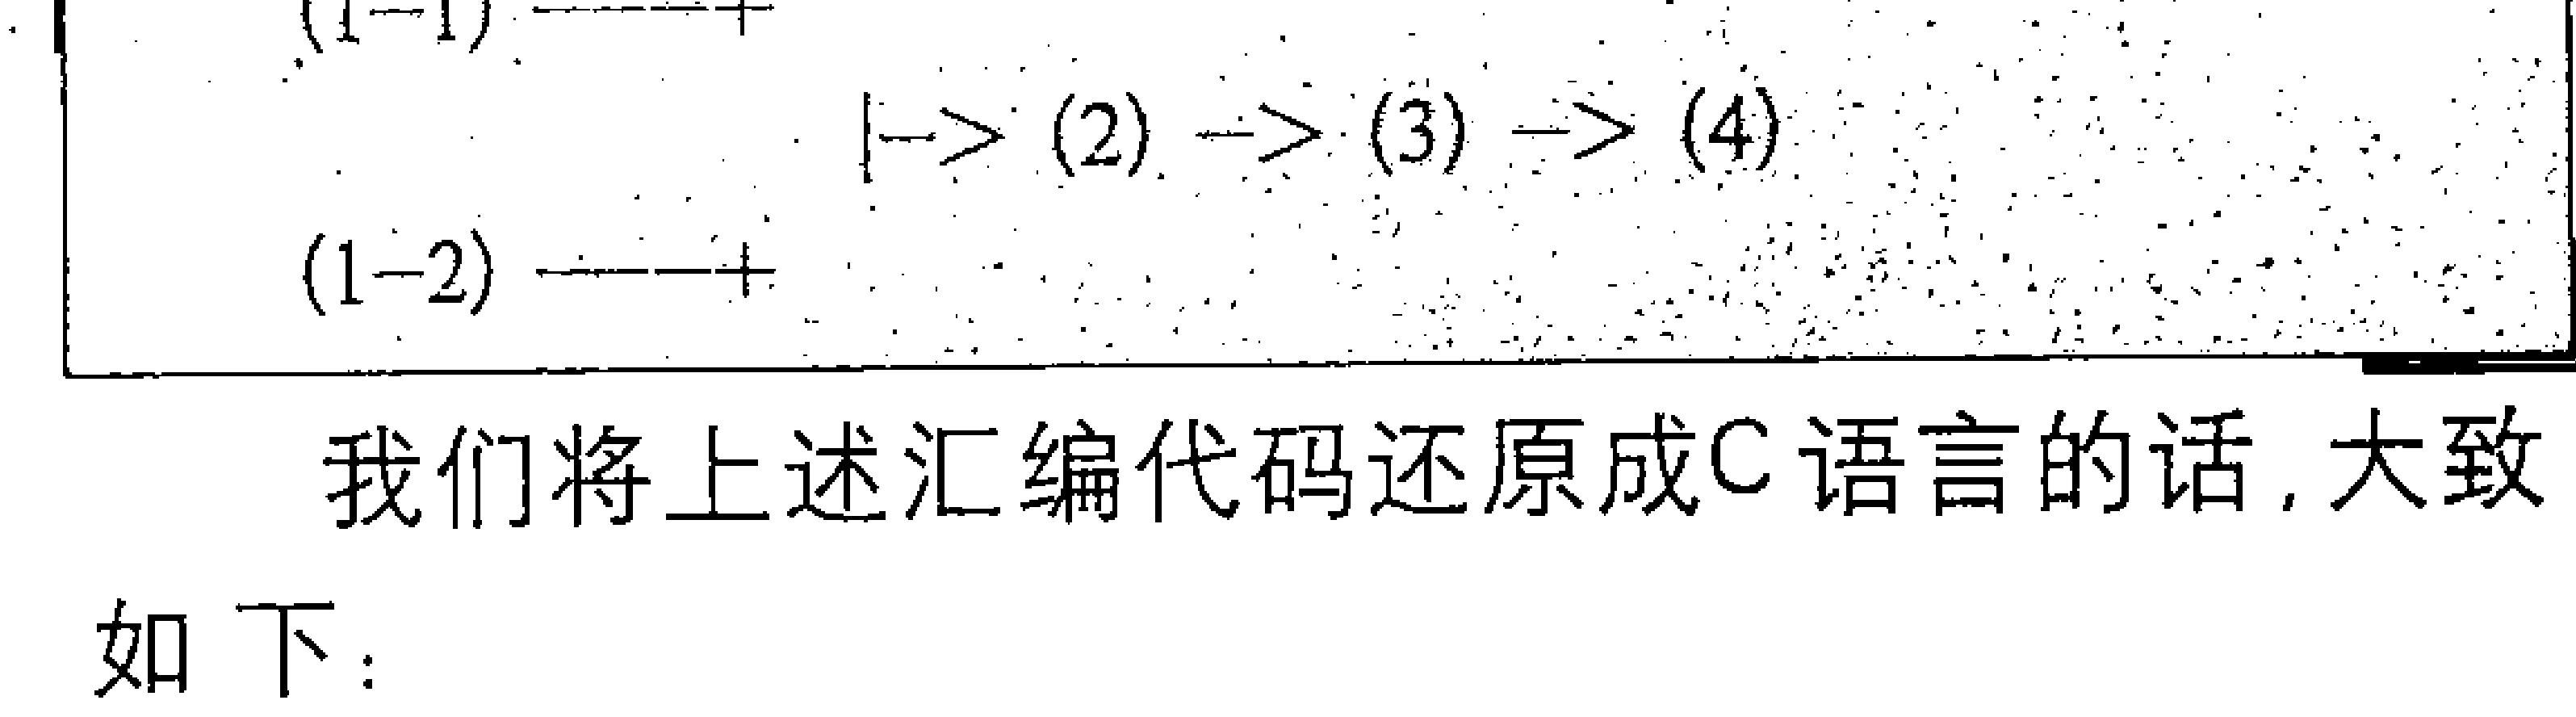 (1-1) ----+
|-> (2) -> (3) -> (4)
(1-2) ----+
我们将上述汇编代码还原成C语言的话,大致
如下: